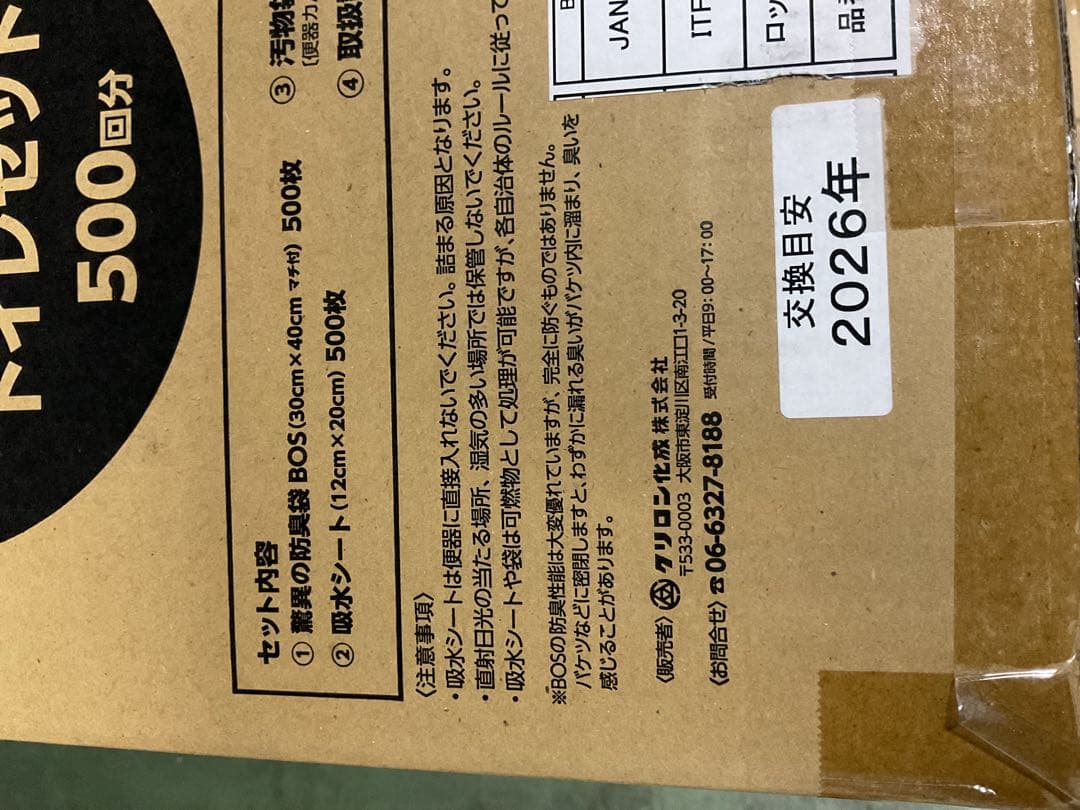 トイレセット
500回分
セット内容
① 驚異の防臭袋 BOS(30cm×40cm マチ付) 500枚
② 吸水シート(12cm×20cm) 500枚
③ 汚物袋
(便器カ
④ 取扱
〈注意事項〉
・吸水シートは便器に直接入れないでください。詰まる原因となります。
・直射日光の当たる場所、湿気の多い場所では保管しないでください。
・吸水シートや袋は可燃物として処理が可能ですが、各自治体のルールに従って
※BOSの防臭性能は大変優れていますが、完全に防ぐものではありません。
バケツなどに密閉しますと、わずかに漏れる臭いがバケツ内に溜まり、臭いを
感じることがあります。
〈販売者〉 クリロン化成 株式会社
〒533-0003 大阪市東淀川区南江口1-3-20
〈お問合せ〉 ☎06-6327-8188 受付時間/平日9:00〜17:00
JAN
ITF
ロッ
品番
交換目安
2026年